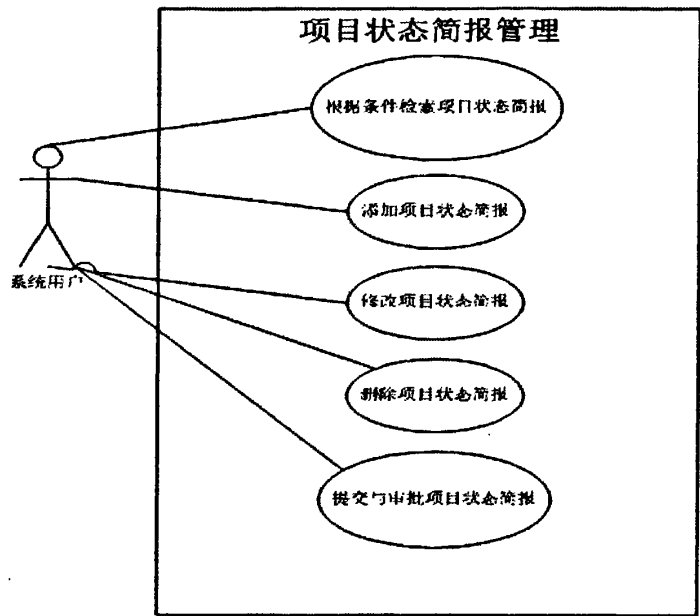 项目状态简报管理
根据条件检索项目状态简报
添加项目状态简报
修改项目状态简报
系统用户
删除项目状态简报
提交与审批项目状态简报